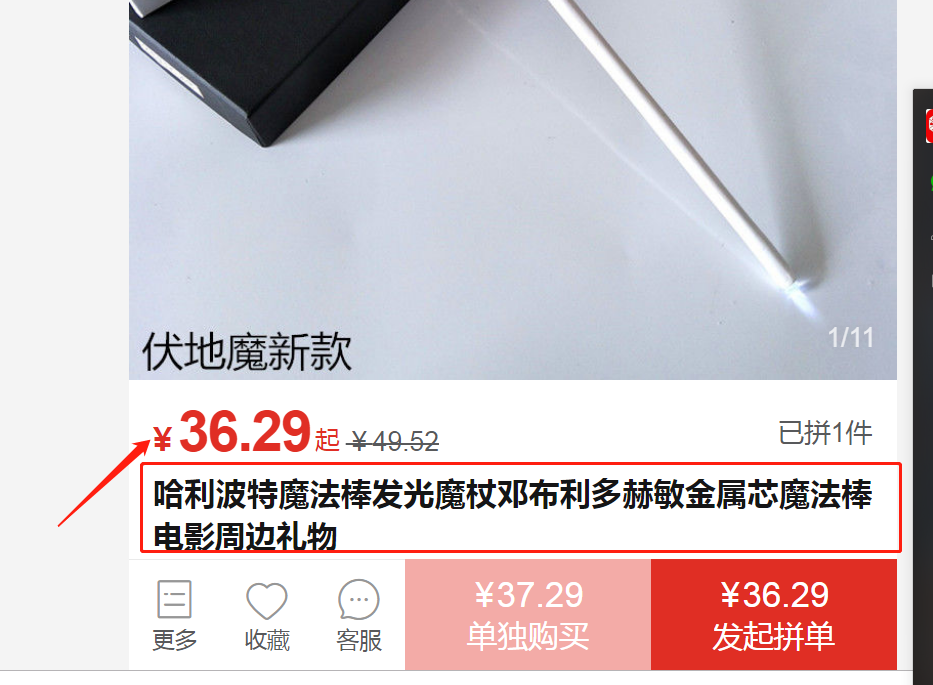 伏地魔新款
1/11
¥36.29起 ¥49.52
已拼1件
哈利波特魔法棒发光魔杖邓布利多赫敏金属芯魔法棒
电影周边礼物
更多
收藏
客服
¥37.29
单独购买
¥36.29
发起拼单